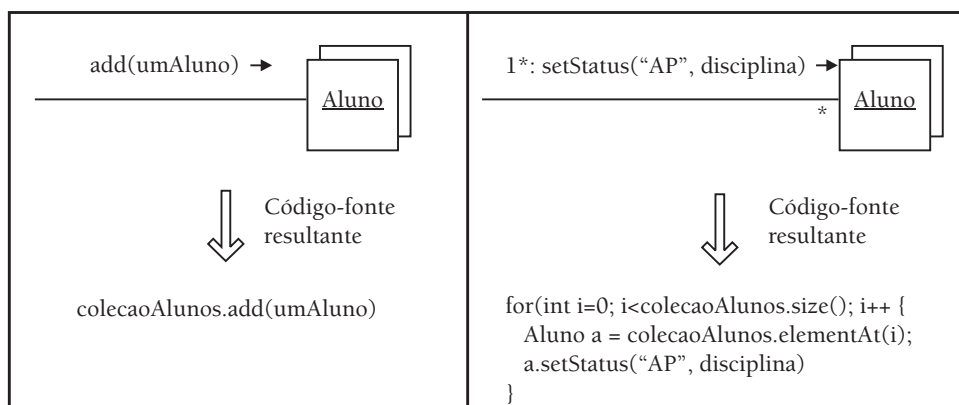 add(umAluno)
Aluno
Código-fonte
resultante
colecaoAlunos.add(umAluno)
1*: setStatus(“AP”, disciplina)
Aluno
*
Código-fonte
resultante
for(int i=0; i<colecaoAlunos.size(); i++ {
Aluno a = colecaoAlunos.elementAt(i);
a.setStatus(“AP”, disciplina)
}